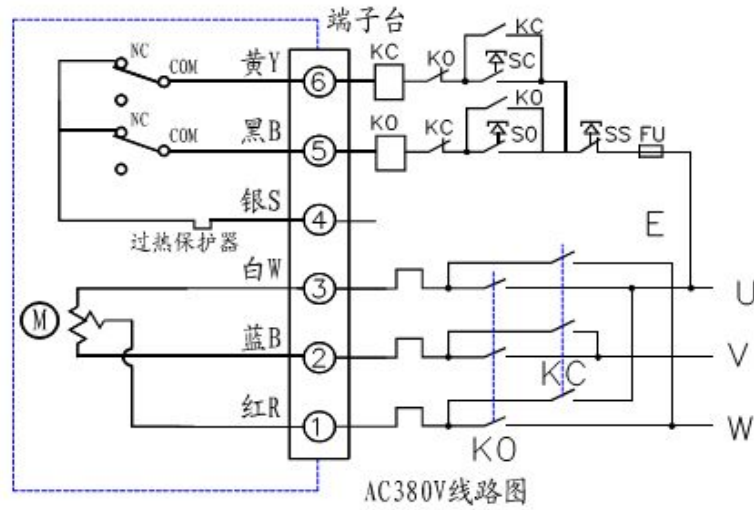 端子台
KC
NC
COM
黄Y
⑥
KC
KO
SC
KO
NC
COM
黑B
⑤
KO
KC
SO
SS
FU
银S
④
过热保护器
E
白W
③
U
M
蓝B
②
V
KC
红R
①
W
KO
AC380V线路图